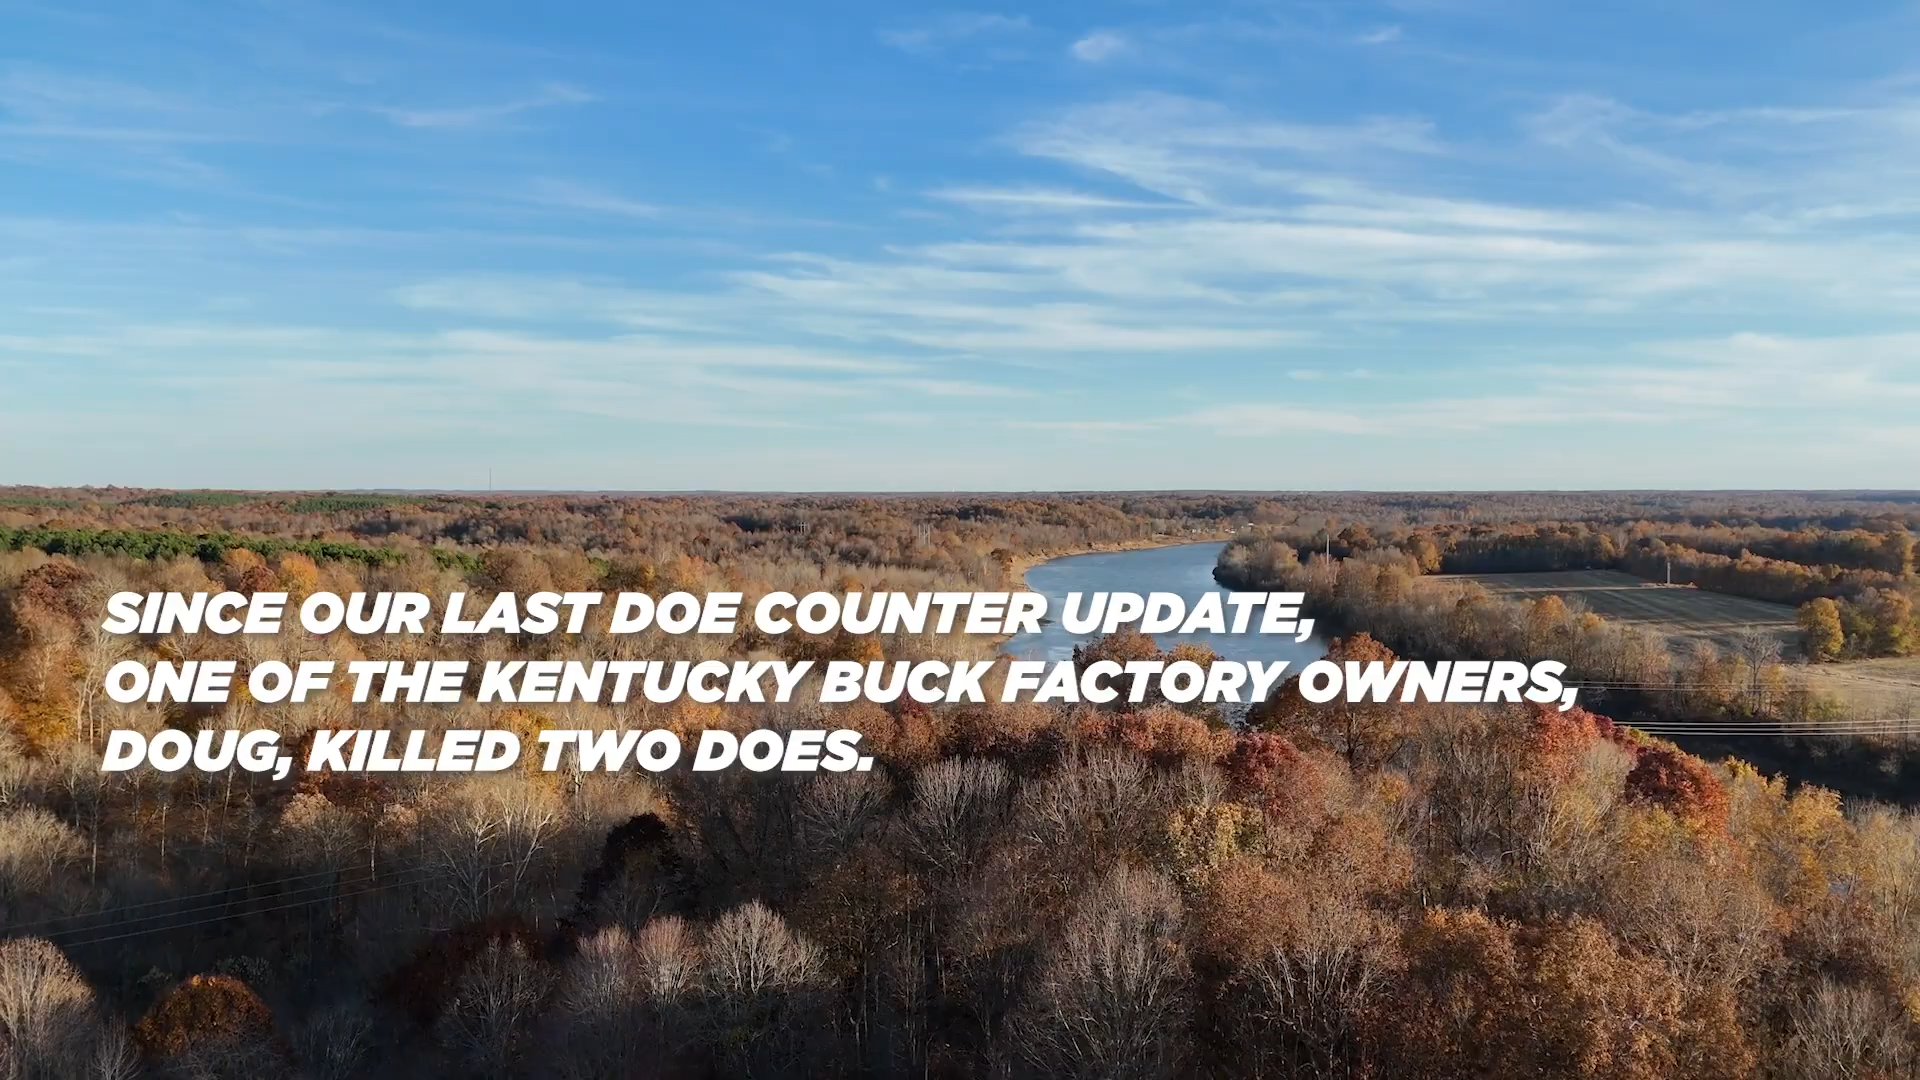 SINCE OUR LAST DOE COUNTER UPDATE,
ONE OF THE KENTUCKY BUCK FACTORY OWNERS,
DOUG, KILLED TWO DOES.